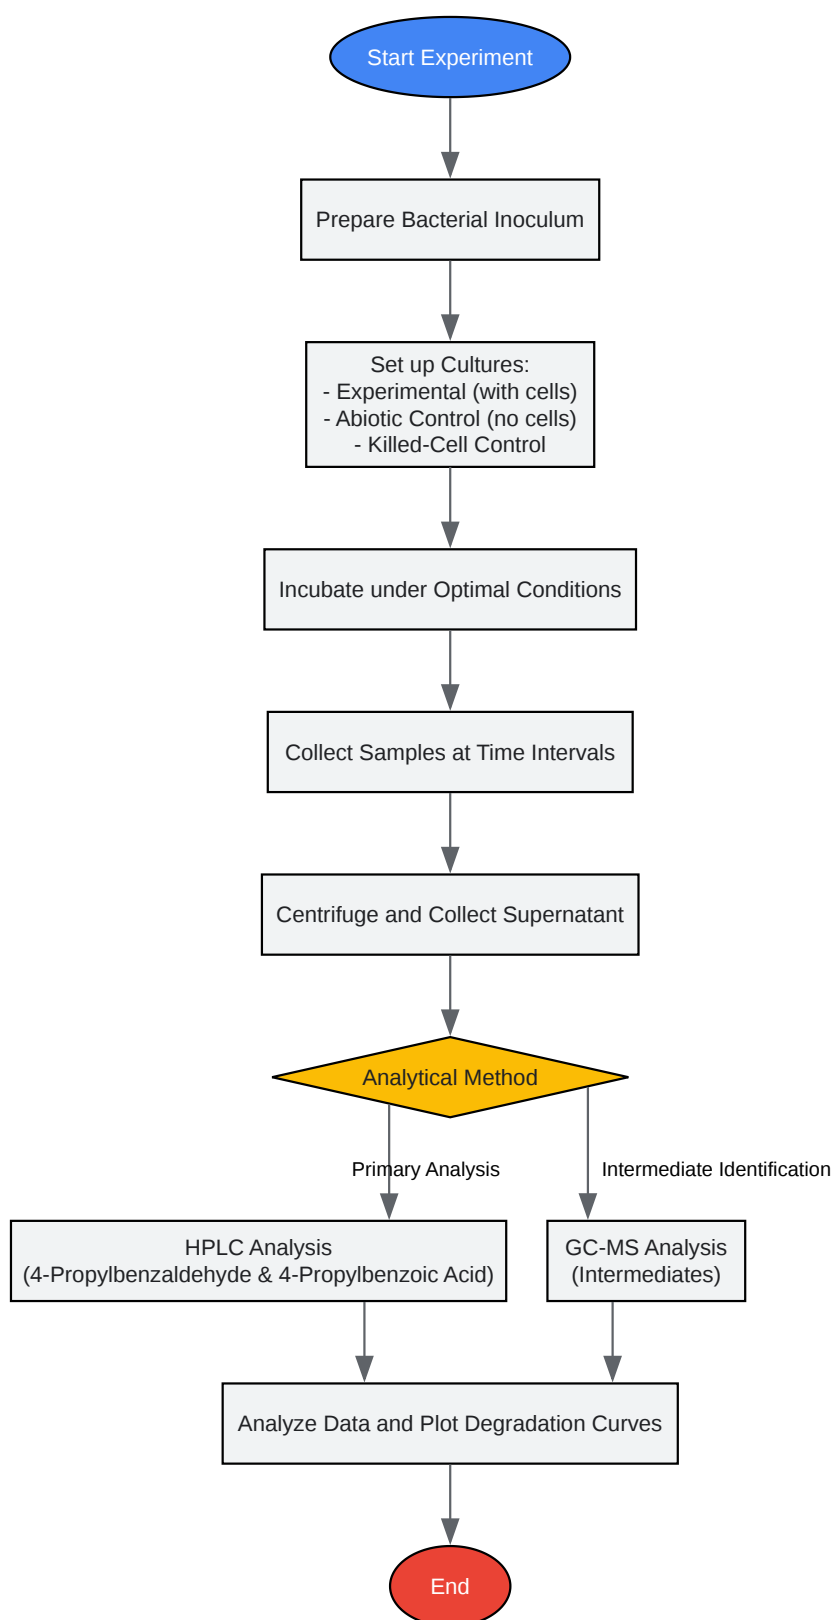 Start Experiment
Prepare Bacterial Inoculum
Set up Cultures:
- Experimental (with cells)
- Abiotic Control (no cells)
- Killed-Cell Control
Incubate under Optimal Conditions
Collect Samples at Time Intervals
Centrifuge and Collect Supernatant
Analytical Method
Primary Analysis
Intermediate Identification
HPLC Analysis
(4-Propylbenzaldehyde & 4-Propylbenzoic Acid)
GC-MS Analysis
(Intermediates)
Analyze Data and Plot Degradation Curves
End